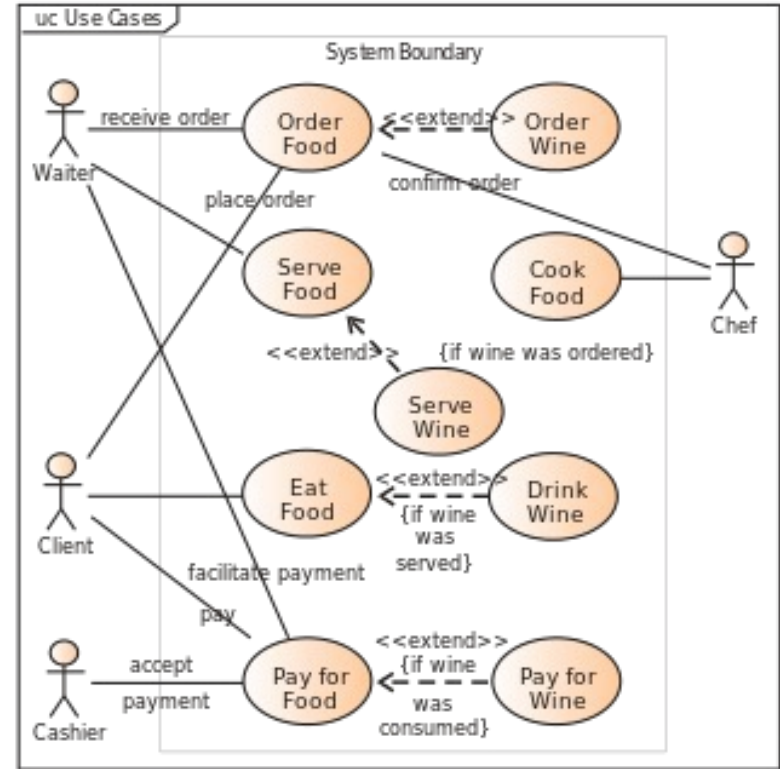 uc Use Cases
System Boundary
receive order
Order
Food
<<extend>>
Order
Wine
Waiter
place order
confirm order
Serve
Food
Cook
Food
Chef
<<extend>>
{if wine was ordered}
Serve
Wine
Eat
Food
<<extend>>
{if wine
was
served}
Drink
Wine
Client
facilitate payment
pay
accept
payment
Pay for
Food
<<extend>>
{if wine
was
consumed}
Pay for
Wine
Cashier